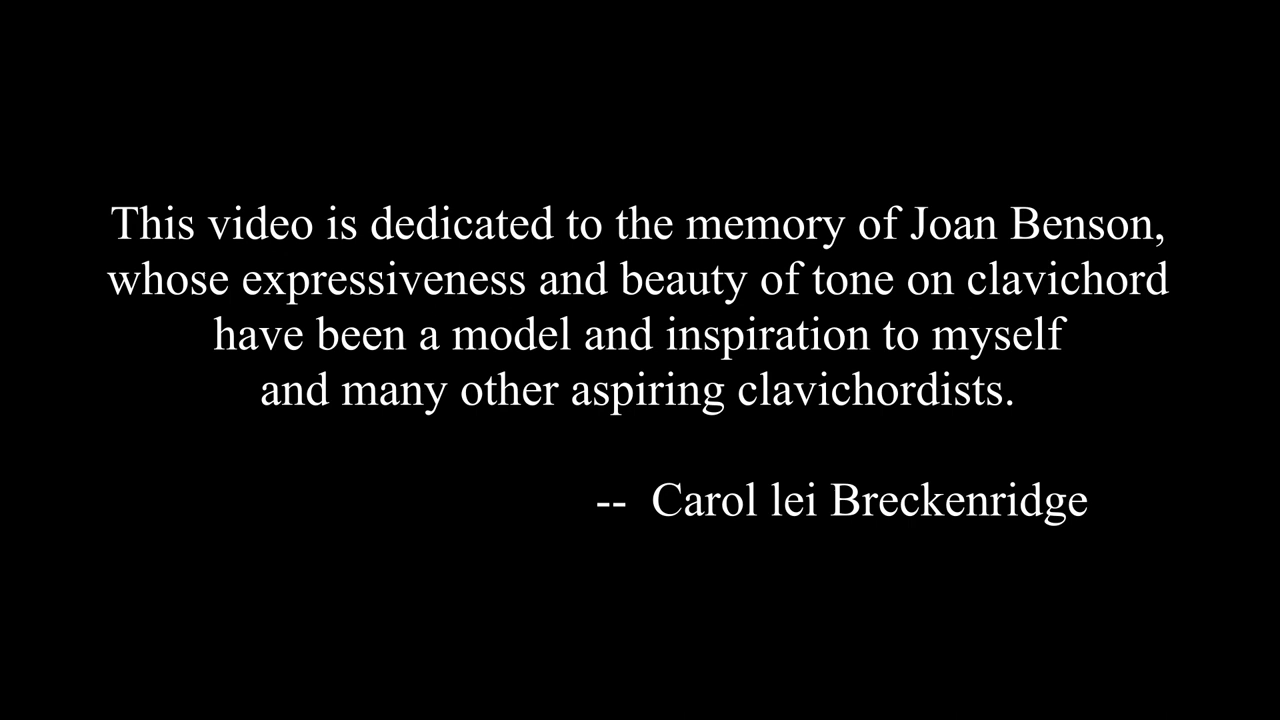 This video is dedicated to the memory of Joan Benson,
whose expressiveness and beauty of tone on clavichord
have been a model and inspiration to myself
and many other aspiring clavichordists.
-- Carol lei Breckenridge